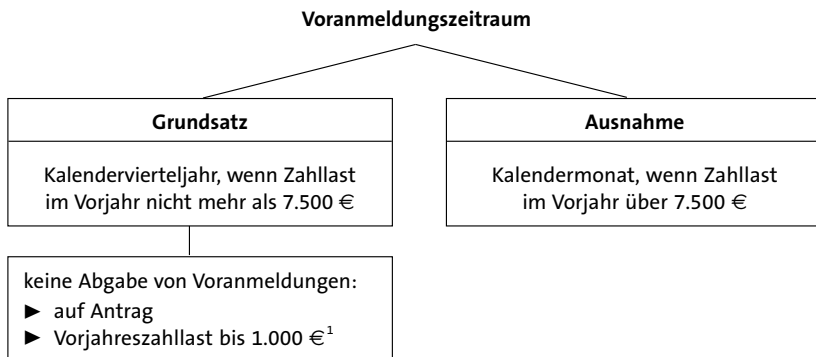 Voranmeldungszeitraum
Grundsatz
Kalendervierteljahr, wenn Zahllast
im Vorjahr nicht mehr als 7.500 €
Ausnahme
Kalendermonat, wenn Zahllast
im Vorjahr über 7.500 €
keine Abgabe von Voranmeldungen:
► auf Antrag
► Vorjahreszahllast bis 1.000 €¹